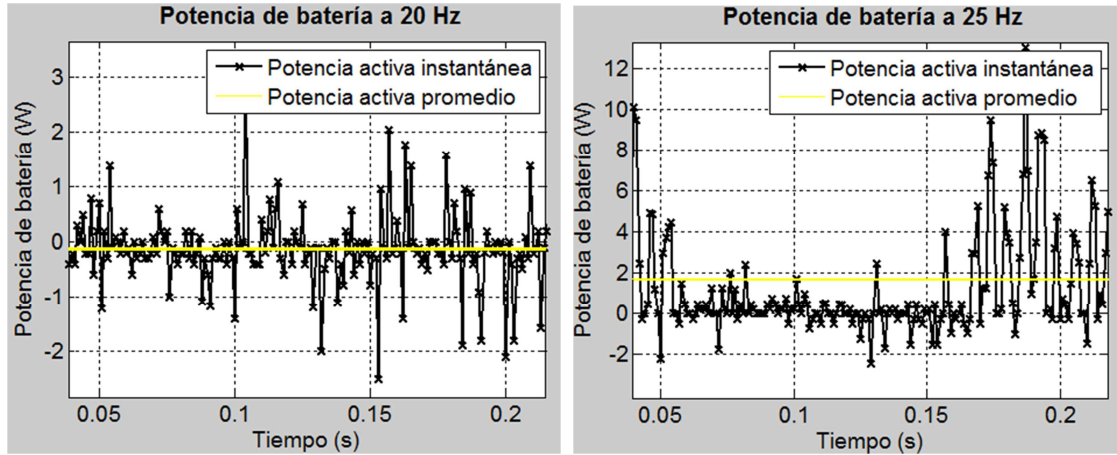 Potencia de batería a 20 Hz
Potencia de batería (W)
3
2
1
0
-1
-2
Potencia activa instantánea
Potencia activa promedio
0.05
0.1
0.15
0.2
Tiempo (s)
Potencia de batería a 25 Hz
Potencia de batería (W)
12
10
8
6
4
2
0
-2
Potencia activa instantánea
Potencia activa promedio
0.05
0.1
0.15
0.2
Tiempo (s)